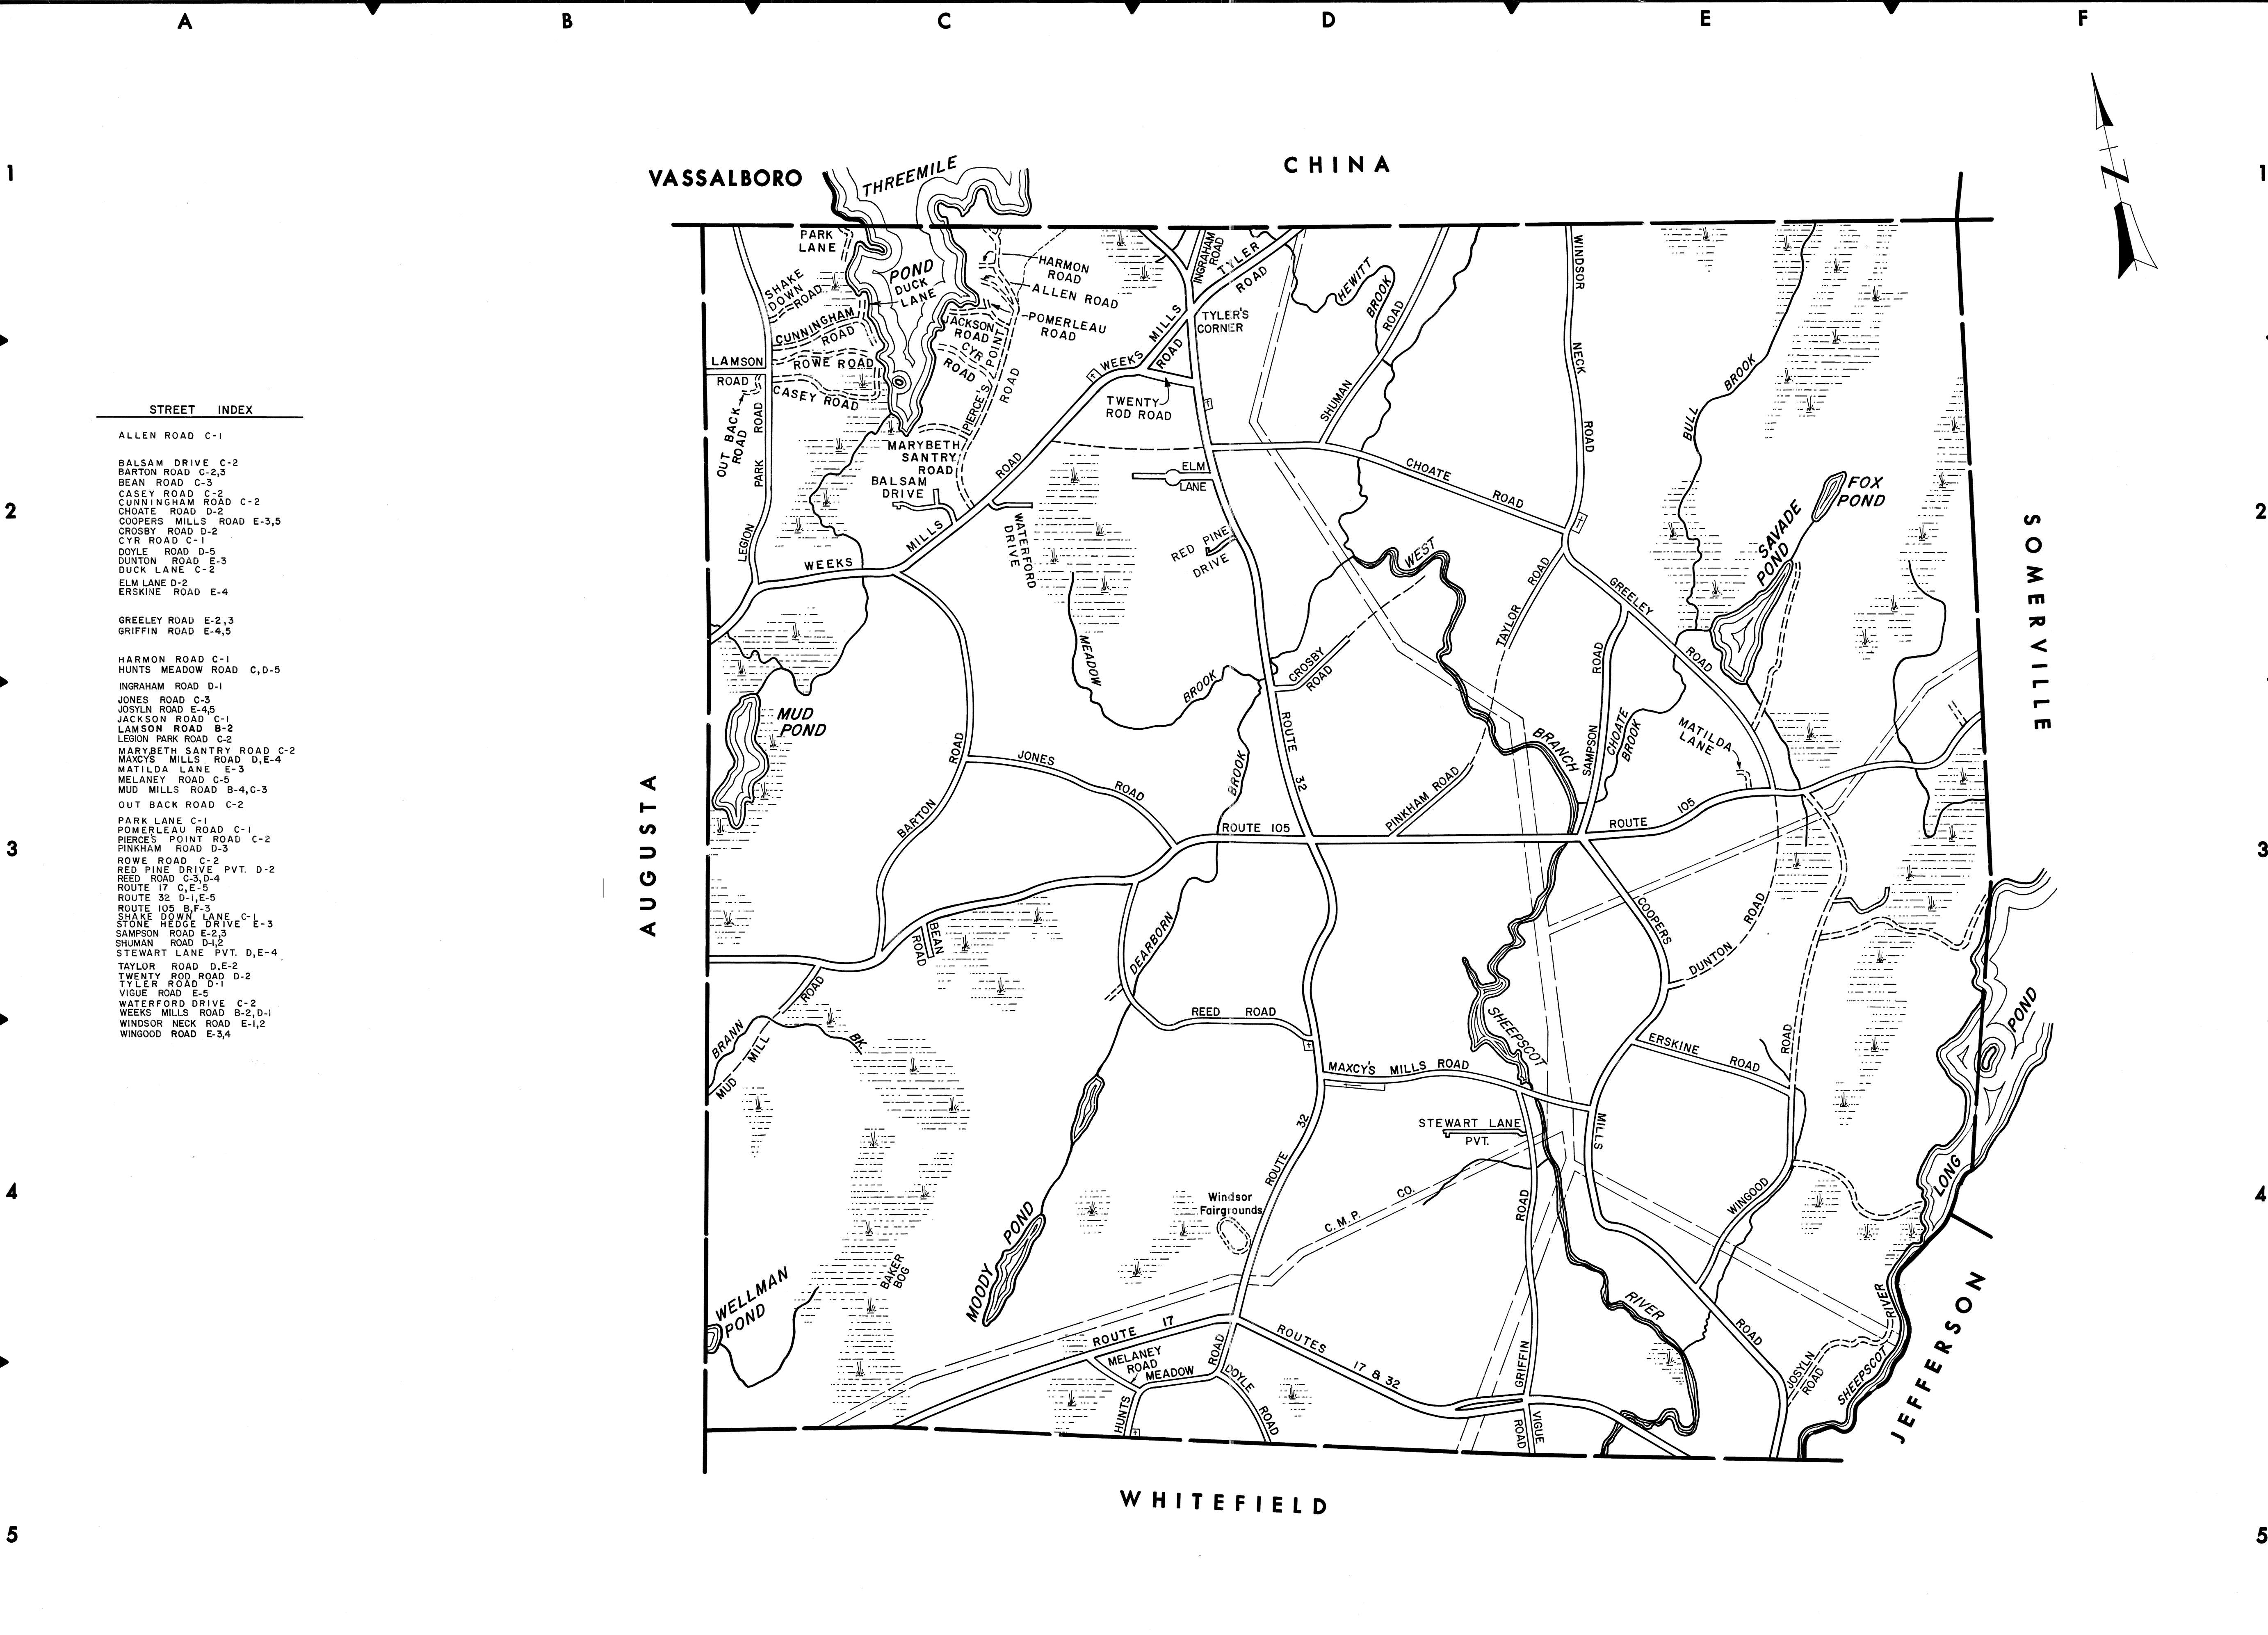 A B C D E F
1 1
2 2
3 3
4 4
5 5
STREET INDEX
ALLEN ROAD C-1
BALSAM DRIVE C-2
BARTON ROAD C-2,3
BEAN ROAD C-3
CASEY ROAD C-2
CUNNINGHAM ROAD C-2
CHOATE ROAD D-2
COOPERS MILLS ROAD E-3,5
CROSBY ROAD D-2
CYR ROAD C-1
DOYLE ROAD D-5
DUNTON ROAD E-3
DUCK LANE C-2
ELM LANE D-2
ERSKINE ROAD E-4
GREELEY ROAD E-2,3
GRIFFIN ROAD E-4,5
HARMON ROAD C-1
HUNTS MEADOW ROAD C,D-5
INGRAHAM ROAD D-1
JONES ROAD C-3
JOSYLN ROAD E-4,5
JACKSON ROAD C-1
LAMSON ROAD B-2
LEGION PARK ROAD C-2
MARYBETH SANTRY ROAD C-2
MAXCYS MILLS ROAD D,E-4
MATILDA LANE E-3
MELANEY ROAD C-5
MUD MILLS ROAD B-4,C-3
OUT BACK ROAD C-2
PARK LANE C-1
POMERLEAU ROAD C-1
PIERCE'S POINT ROAD C-2
PINKHAM ROAD D-3
ROWE ROAD C-2
RED PINE DRIVE PVT. D-2
REED ROAD C-3,D-4
ROUTE 17 C,E-5
ROUTE 32 D-1,E-5
ROUTE 105 B,F-3
SHAKE DOWN LANE C-1
STONE HEDGE DRIVE E-3
SAMPSON ROAD E-2,3
SHUMAN ROAD D-1,2
STEWART LANE PVT. D,E-4
TAYLOR ROAD D,E-2
TWENTY ROD ROAD D-2
TYLER ROAD D-1
VIGUE ROAD E-5
WATERFORD DRIVE C-2
WEEKS MILLS ROAD B-2,D-1
WINDSOR NECK ROAD E-1,2
WINGOOD ROAD E-3,4
VASSALBORO
CHINA
THREEMILE
POND
PARK
LANE
SHAKE
DOWN
ROAD
DUCK
LANE
CUNNINGHAM
ROAD
HARMON
ROAD
ALLEN ROAD
POMERLEAU
ROAD
JACKSON
ROAD
CYR
ROAD
PIERCE'S POINT
ROAD
LAMSON
ROAD
ROWE ROAD
CASEY ROAD
OUT BACK
ROAD
LEGION PARK ROAD
MARYBETH
SANTRY
ROAD
BALSAM
DRIVE
WATERFORD
DRIVE
WEEKS MILLS ROAD
WEEKS MILLS ROAD
INGRAHAM
ROAD
TYLER
ROAD
TYLER'S
CORNER
TWENTY
ROD ROAD
ELM
LANE
RED PINE
DRIVE
HEWITT
BROOK
SHUMAN ROAD
CHOATE ROAD
WINDSOR NECK ROAD
BULL BROOK
FOX
POND
SAVADE
POND
SOMERVILLE
WEST
BRANCH
SHEEPSCOT
RIVER
TAYLOR ROAD
GREELEY ROAD
SAMPSON ROAD
CHOATE
BROOK
MATILDA
LANE
CROSBY
ROAD
MEADOW BROOK
BROOK
MUD
POND
BARTON ROAD
JONES ROAD
ROUTE 32
PINKHAM ROAD
ROUTE 105
ROUTE 105
AUGUSTA
BEAN
ROAD
DEARBORN
REED ROAD
BRANN BK.
MUD MILL ROAD
COOPERS MILLS ROAD
DUNTON ROAD
ERSKINE ROAD
MAXCY'S MILLS ROAD
STEWART LANE
PVT.
ROUTE 32
Windsor
Fairgrounds
C.M.P. CO.
WINGOOD ROAD
LONG POND
MOODY POND
BAKER
BOG
WELLMAN
POND
ROUTE 17
ROUTES 17 & 32
MELANEY
ROAD
HUNTS MEADOW ROAD
DOYLE ROAD
GRIFFIN ROAD
VIGUE
ROAD
JOSYLN
ROAD
SHEEPSCOT RIVER
JEFFERSON
WHITEFIELD
N